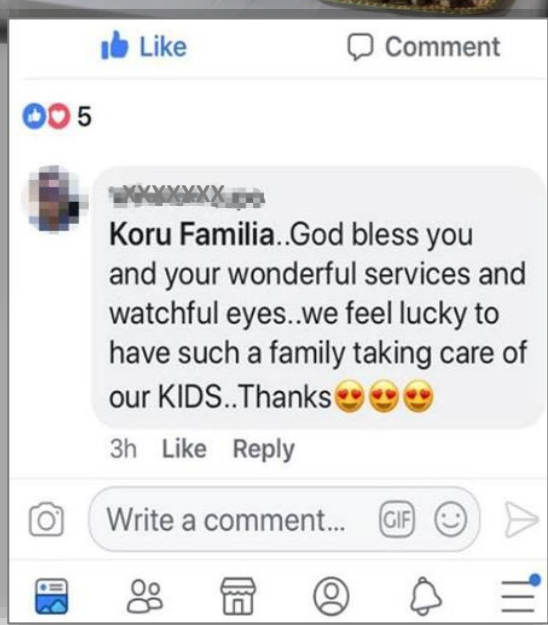 Like Comment
5
XXXXXXX
Koru Familia..God bless you
and your wonderful services and
watchful eyes..we feel lucky to
have such a family taking care of
our KIDS..Thanks😍😍😍
3h Like Reply
Write a comment... GIF